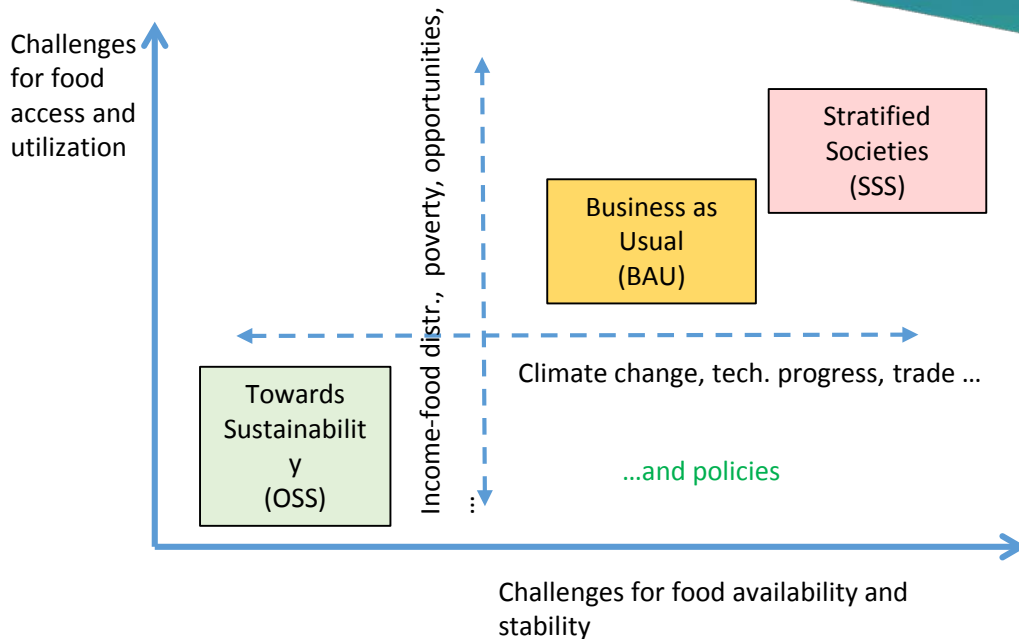 Challenges
for food
access and
utilization
Income-food distr., poverty, opportunities,
...
Stratified
Societies
(SSS)
Business as
Usual
(BAU)
Climate change, tech. progress, trade ...
Towards
Sustainabilit
y
(OSS)
...and policies
Challenges for food availability and
stability